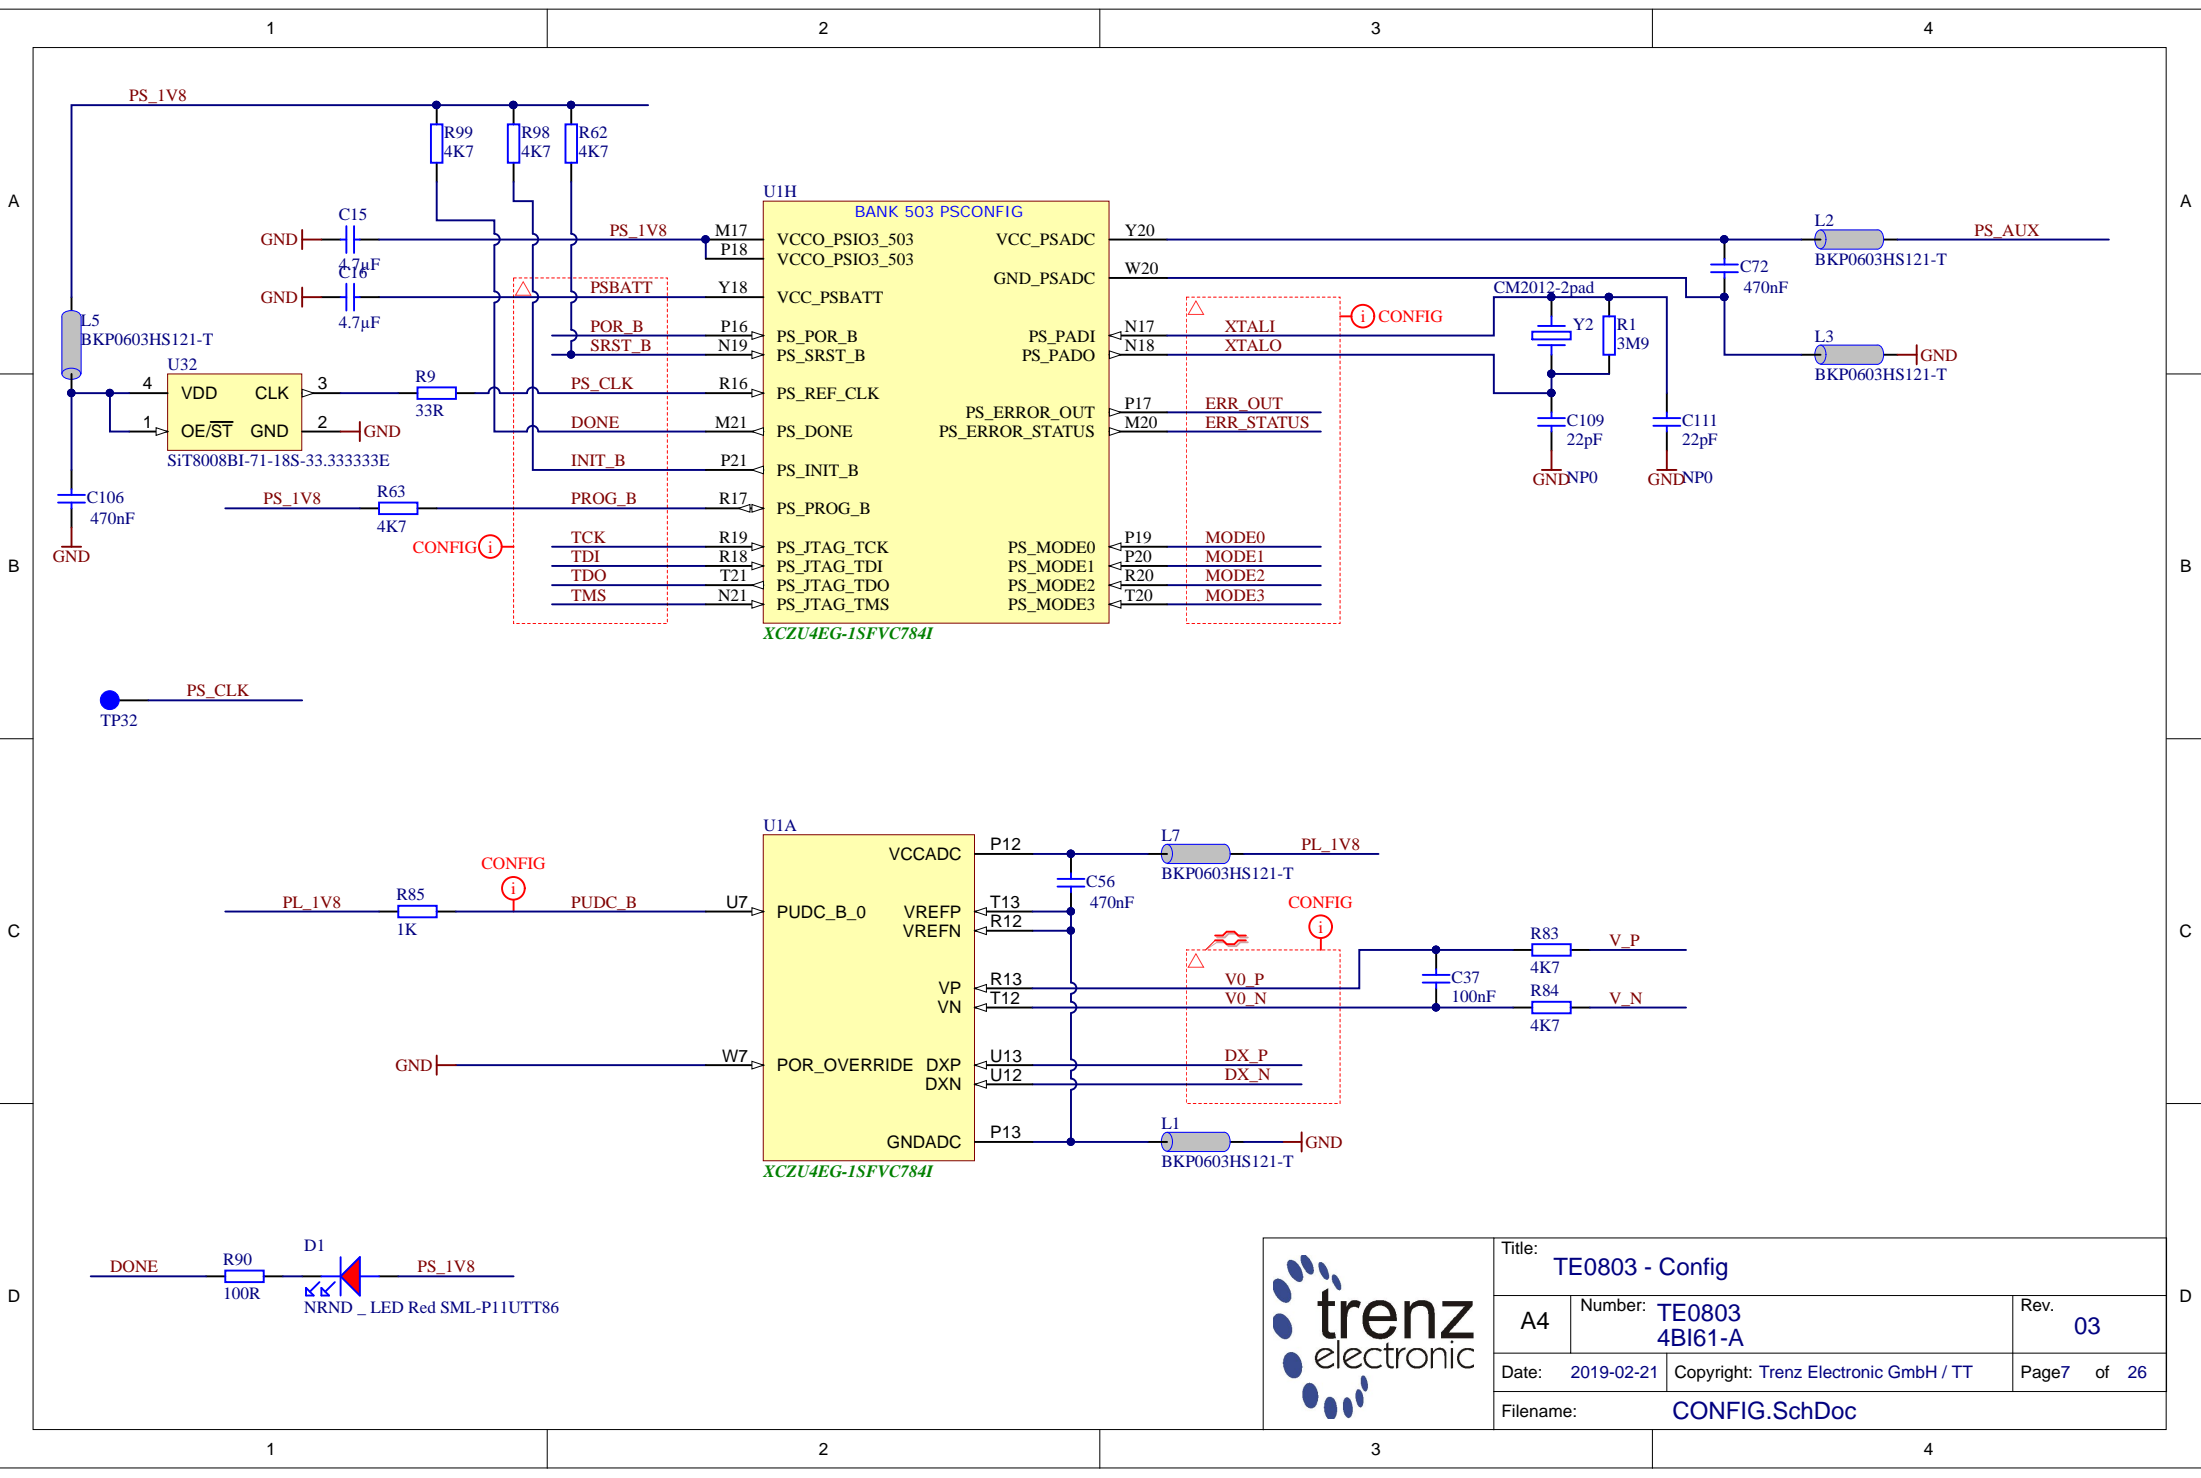 1
2
3
4
A
A
B
B
C
C
D
D
PS_1V8
R99
4K7
R98
4K7
R62
4K7
L5
BKP0603HS121-T
C15
GND
4.7µF
PS_1V8
C16
GND
4.7µF
PSBATT
POR_B
SRST_B
U32
4
VDD
CLK
3
1
OE/ST
GND
2
GND
SiT8008BI-71-18S-33.333333E
R9
33R
PS_CLK
DONE
INIT_B
C106
470nF
GND
PS_1V8
R63
4K7
PROG_B
CONFIG
i
TCK
TDI
TDO
TMS
U1H
BANK 503 PSCONFIG
M17
VCCO_PSIO3_503
P18
VCCO_PSIO3_503
Y18
VCC_PSBATT
P16
PS_POR_B
N19
PS_SRST_B
R16
PS_REF_CLK
M21
PS_DONE
P21
PS_INIT_B
R17
PS_PROG_B
R19
PS_JTAG_TCK
R18
PS_JTAG_TDI
T21
PS_JTAG_TDO
N21
PS_JTAG_TMS
VCC_PSADC
Y20
GND_PSADC
W20
PS_PADI
N17
PS_PADO
N18
PS_ERROR_OUT
P17
PS_ERROR_STATUS
M20
PS_MODE0
P19
PS_MODE1
P20
PS_MODE2
R20
PS_MODE3
T20
XCZU4EG-1SFVC784I
XTALI
XTALO
ERR_OUT
ERR_STATUS
MODE0
MODE1
MODE2
MODE3
i
CONFIG
CM2012-2pad
Y2
R1
3M9
C109
22pF
GND
NP0
C111
22pF
GND
NP0
C72
470nF
L2
BKP0603HS121-T
PS_AUX
L3
BKP0603HS121-T
GND
PS_CLK
TP32
U1A
VCCADC
P12
PUDC_B_0
U7
VREFP
T13
VREFN
R12
VP
R13
VN
T12
POR_OVERRIDE
W7
DXP
U13
DXN
U12
GNDADC
P13
XCZU4EG-1SFVC784I
CONFIG
i
PL_1V8
R85
1K
PUDC_B
GND
L7
BKP0603HS121-T
PL_1V8
C56
470nF
CONFIG
i
V0_P
V0_N
DX_P
DX_N
C37
100nF
R83
4K7
V_P
R84
4K7
V_N
L1
BKP0603HS121-T
GND
DONE
R90
100R
D1
PS_1V8
NRND _ LED Red SML-P11UTT86
trenz
electronic
Title:
TE0803 - Config
A4
Number:
TE0803
4BI61-A
Rev.
03
Date: 2019-02-21
Copyright: Trenz Electronic GmbH / TT
Page7 of 26
Filename: CONFIG.SchDoc
1
2
3
4